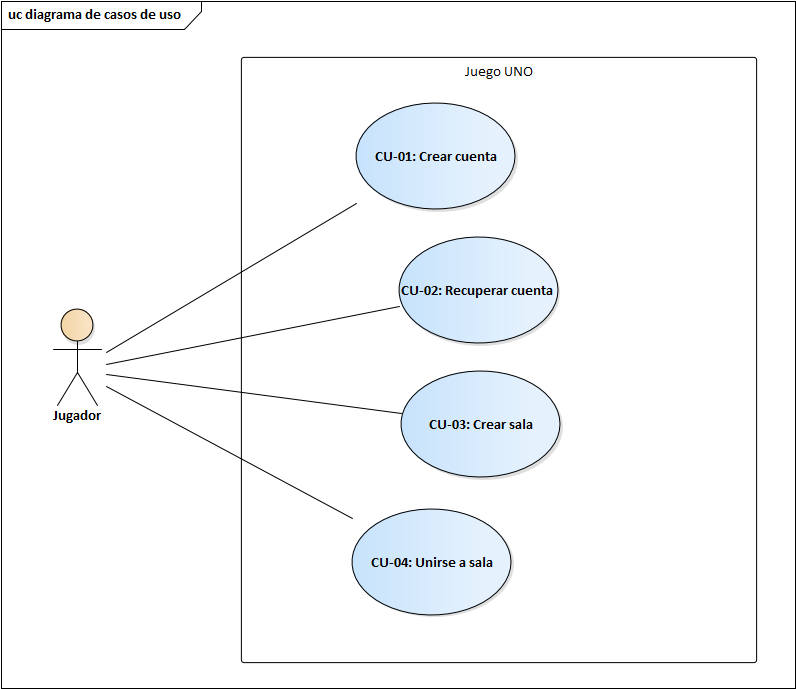 uc diagrama de casos de uso
Juego UNO
CU-01: Crear cuenta
CU-02: Recuperar cuenta
CU-03: Crear sala
Jugador
CU-04: Unirse a sala